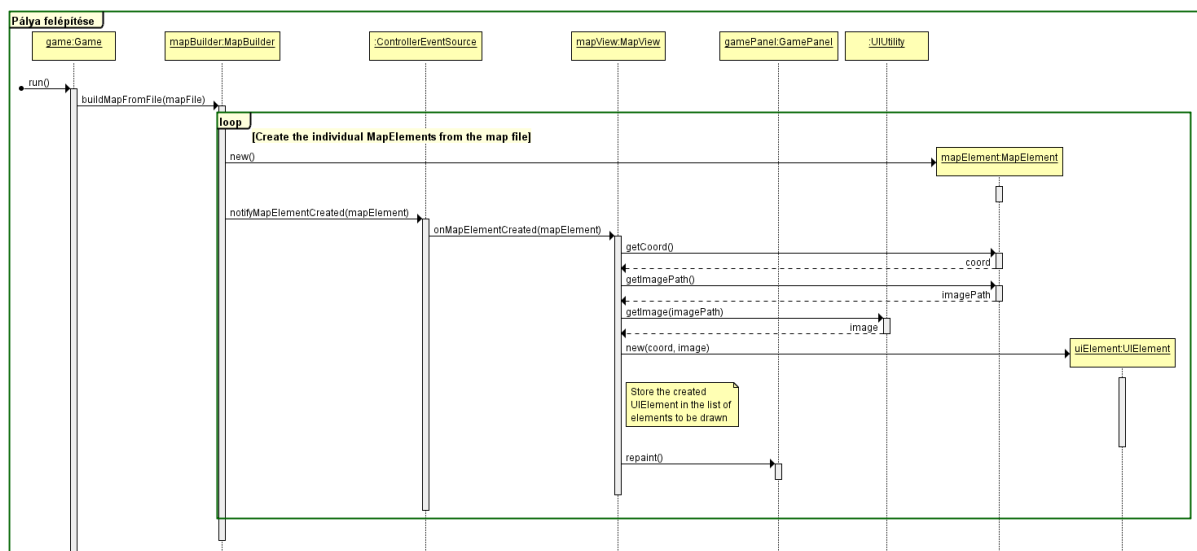 Pálya felépítése
game:Game
mapBuilder:MapBuilder
:ControllerEventSource
mapView:MapView
gamePanel:GamePanel
:UIUtility
run()
buildMapFromFile(mapFile)
loop
[Create the individual MapElements from the map file]
new()
mapElement:MapElement
notifyMapElementCreated(mapElement)
onMapElementCreated(mapElement)
getCoord()
coord
getImagePath()
imagePath
getImage(imagePath)
image
new(coord, image)
uiElement:UIElement
Store the created
UIElement in the list of
elements to be drawn
repaint()